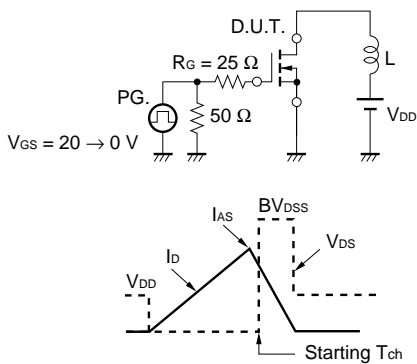 D.U.T.
RG = 25 Ω
L
PG.
50 Ω
VDD
VGS = 20 → 0 V
BVDSS
IAS
ID
VDS
VDD
Starting Tch